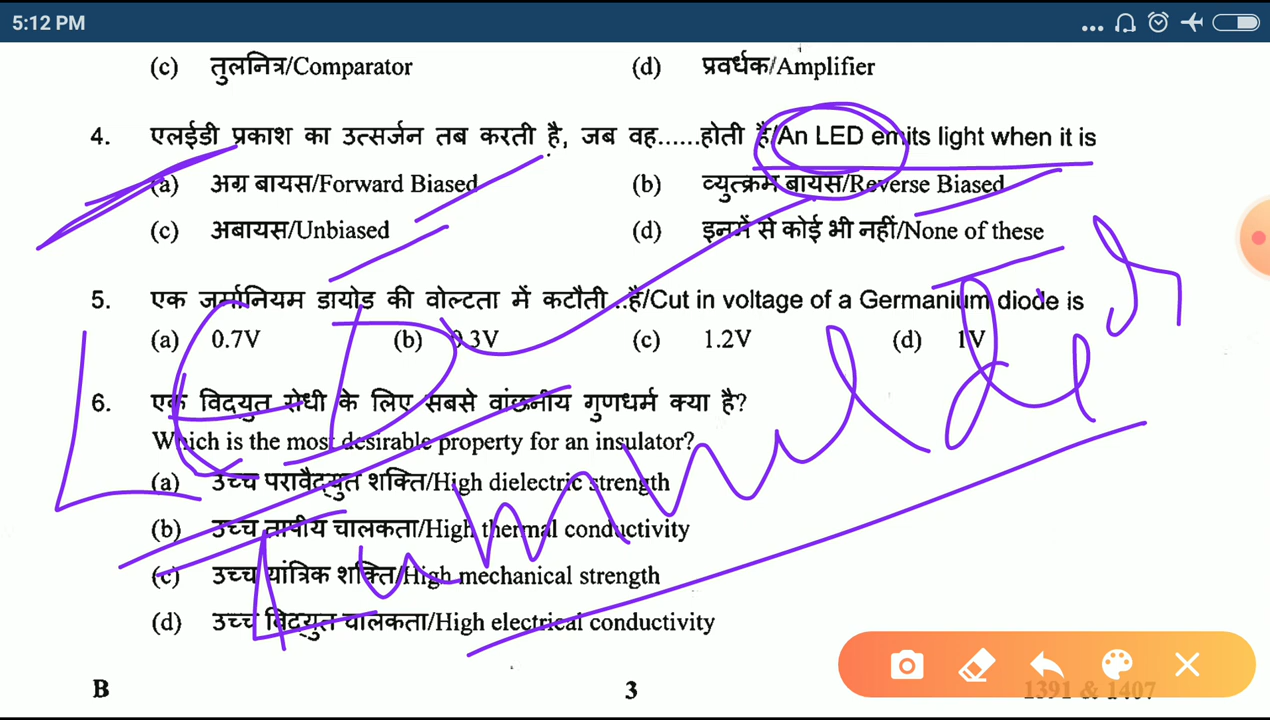 5:12 PM
(c) तुलनित्र/Comparator (d) प्रवर्धक/Amplifier
4. एलईडी प्रकाश का उत्सर्जन तब करती है, जब वह......होती है/An LED emits light when it is
(a) अग्र बायस/Forward Biased (b) व्युत्क्रम बायस/Reverse Biased
(c) अबायस/Unbiased (d) इनमें से कोई भी नहीं/None of these
5. एक जर्मानियम डायोड की वोल्टता में कटौती ..है/Cut in voltage of a Germanium diode is
(a) 0.7V (b) 0.3V (c) 1.2V (d) 1V
LED
6. एक विद्युत रोधी के लिए सबसे वांछनीय गुणधर्म क्या है?
Which is the most desirable property for an insulator?
(a) उच्च परावैद्युत शक्ति/High dielectric strength
(b) उच्च तापीय चालकता/High thermal conductivity
(c) उच्च यांत्रिक शक्ति/High mechanical strength
(d) उच्च विद्युत चालकता/High electrical conductivity
B 3 1391 & 1407